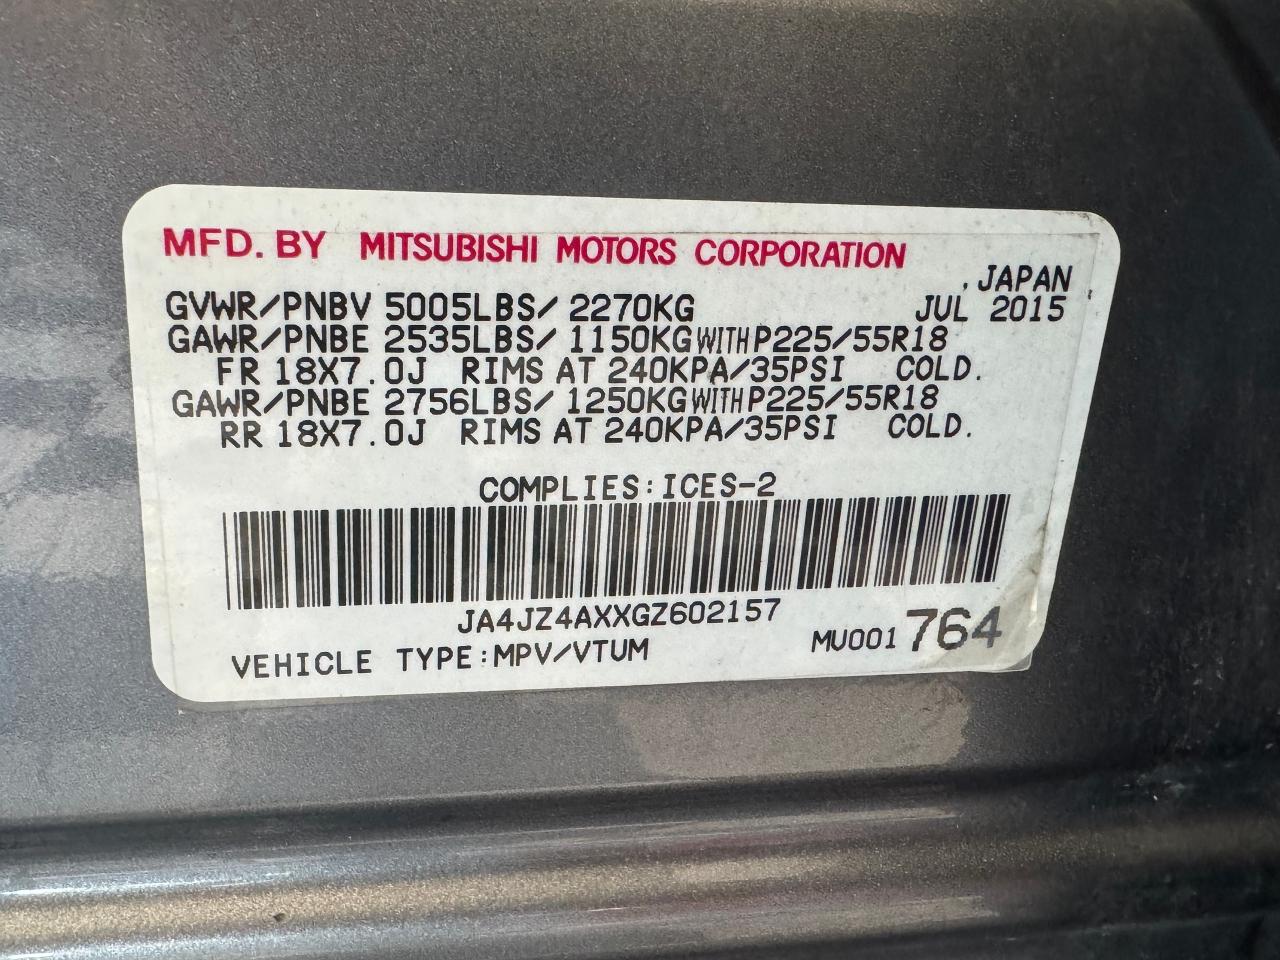 MFD. BY MITSUBISHI MOTORS CORPORATION
JAPAN
GVWR/PNBV 5005LBS/ 2270KG JUL 2015
GAWR/PNBE 2535LBS/ 1150KG WITH P225/55R18
FR 18X7.0J RIMS AT 240KPA/35PSI COLD.
GAWR/PNBE 2756LBS/ 1250KG WITH P225/55R18
RR 18X7.0J RIMS AT 240KPA/35PSI COLD.
COMPLIES:ICES-2
JA4JZ4AXXGZ602157
VEHICLE TYPE:MPV/VTUM MU001 764